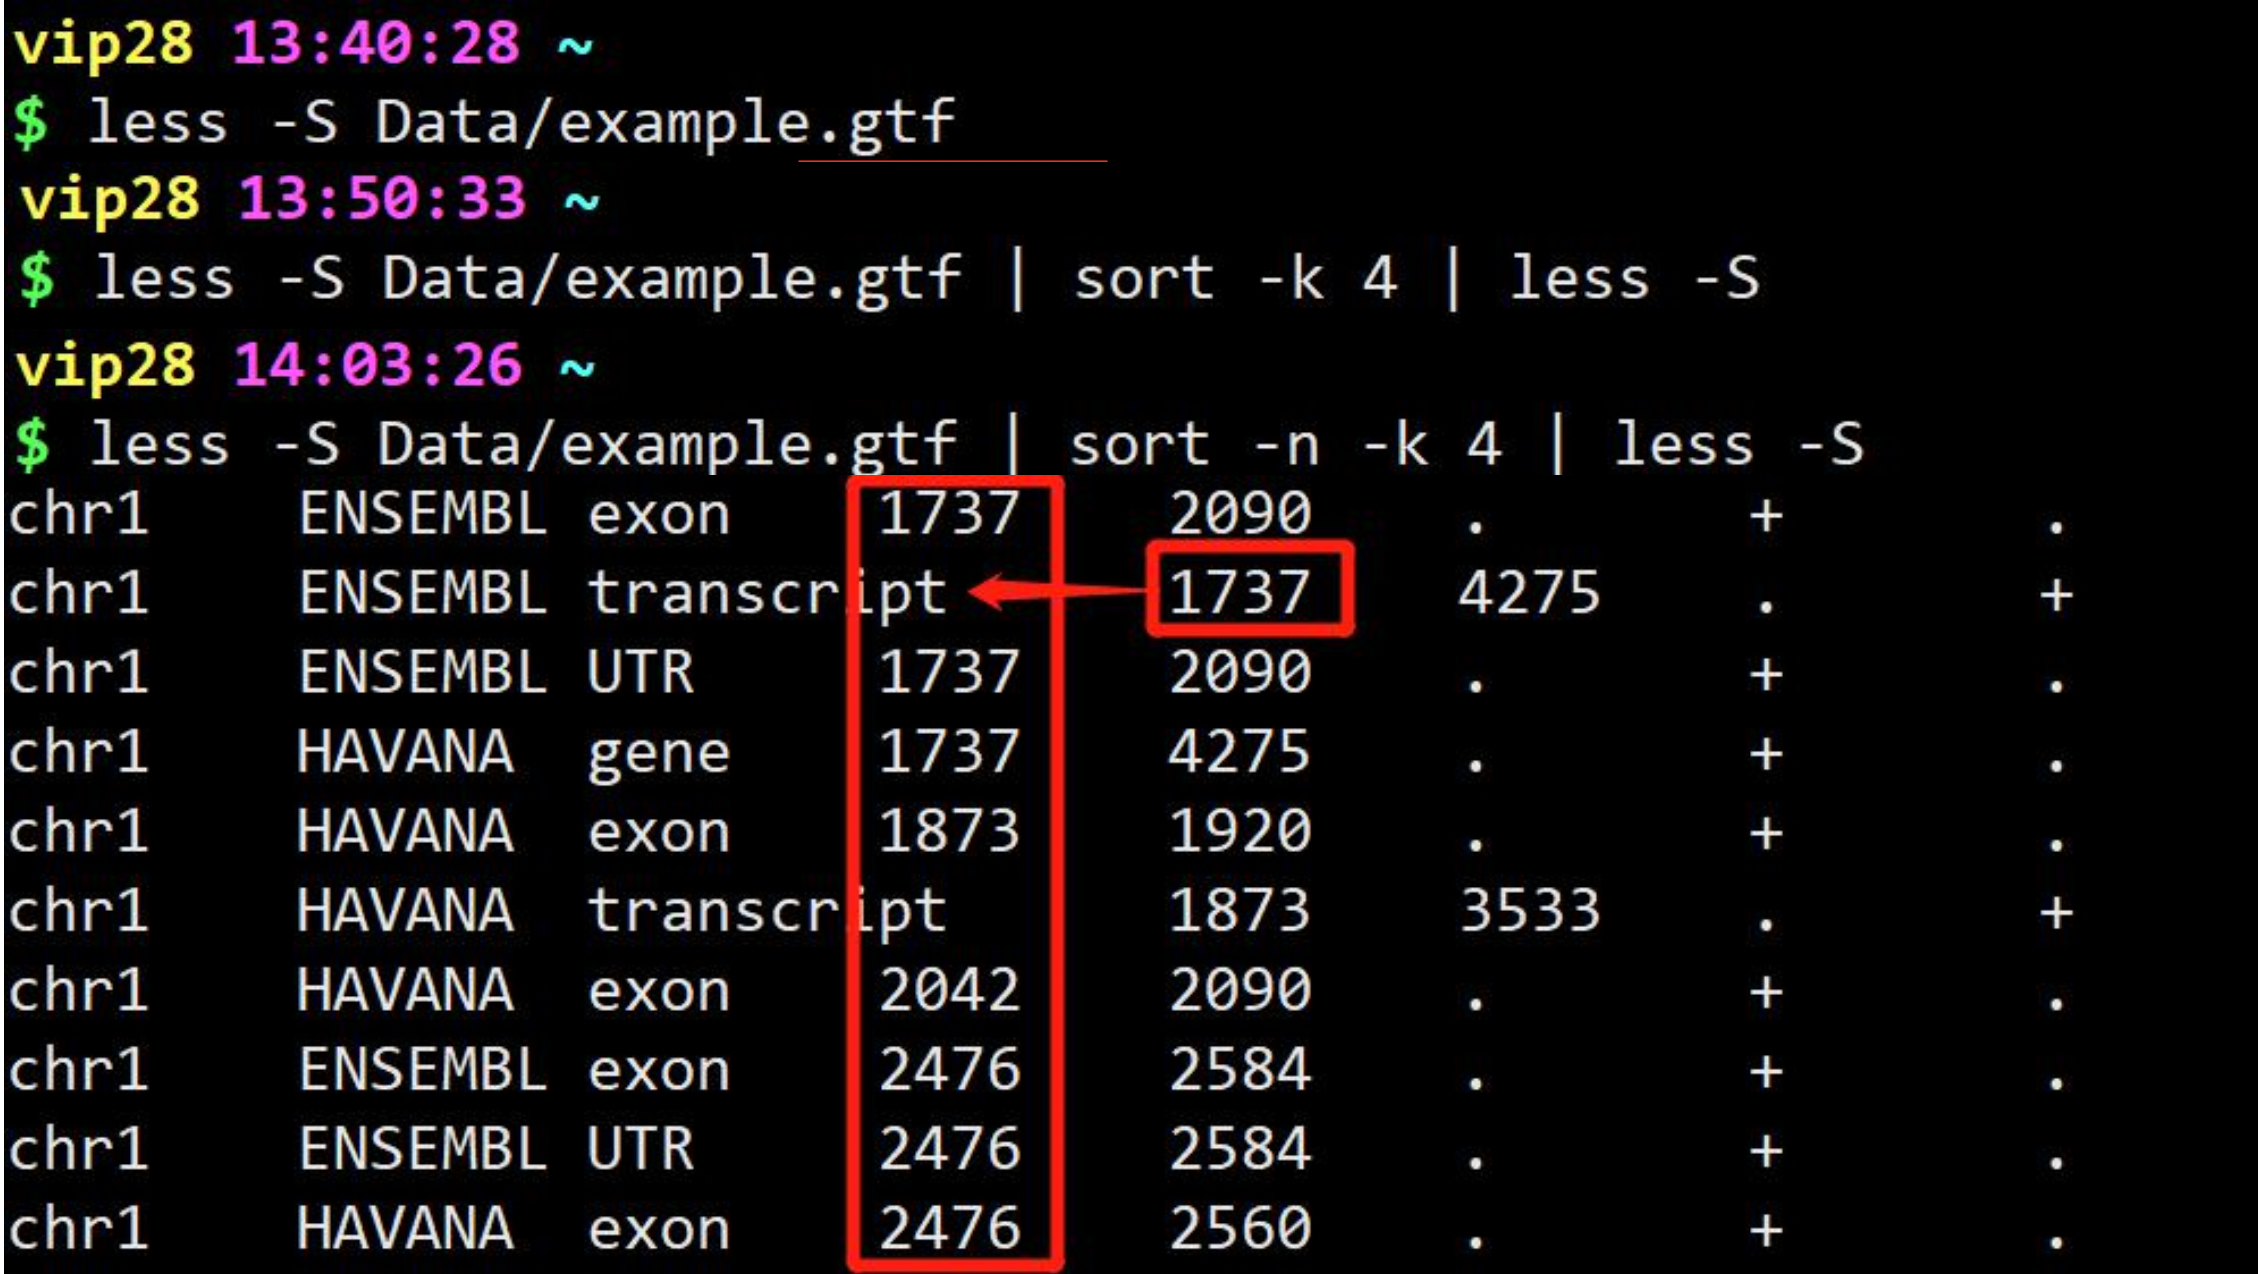 vip28 13:40:28 ~
$ less -S Data/example.gtf
vip28 13:50:33 ~
$ less -S Data/example.gtf | sort -k 4 | less -S
vip28 14:03:26 ~
$ less -S Data/example.gtf | sort -n -k 4 | less -S
chr1 ENSEMBL exon 1737 2090 . + .
chr1 ENSEMBL transcript 1737 4275 . +
chr1 ENSEMBL UTR 1737 2090 . + .
chr1 HAVANA gene 1737 4275 . + .
chr1 HAVANA exon 1873 1920 . + .
chr1 HAVANA transcript 1873 3533 . +
chr1 HAVANA exon 2042 2090 . + .
chr1 ENSEMBL exon 2476 2584 . + .
chr1 ENSEMBL UTR 2476 2584 . + .
chr1 HAVANA exon 2476 2560 . + .